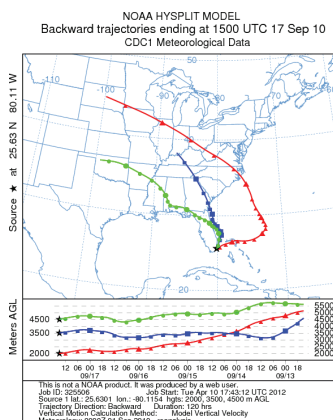 NOAA HYSPLIT MODEL
Backward trajectories ending at 1500 UTC 17 Sep 10
CDC1 Meteorological Data
Source ★ at 25.63 N 80.11 W
-110
-100
-90
-80
50
20
Meters AGL
4500
3500
2000
5500
5000
4500
4000
3500
3000
2500
2000
12 06 00 18 12 06 00 18 12 06 00 18 12 06 00 18 12 06 00 18
09/17 09/16 09/15 09/14 09/13
This is not a NOAA product. It was produced by a web user.
Job ID: 325506 Job Start: Tue Apr 10 17:43:12 UTC 2012
Source 1 lat.: 25.6301 lon.: -80.1154 hgts: 2000, 3500, 4500 m AGL
Trajectory Direction: Backward Duration: 120 hrs
Vertical Motion Calculation Method: Model Vertical Velocity